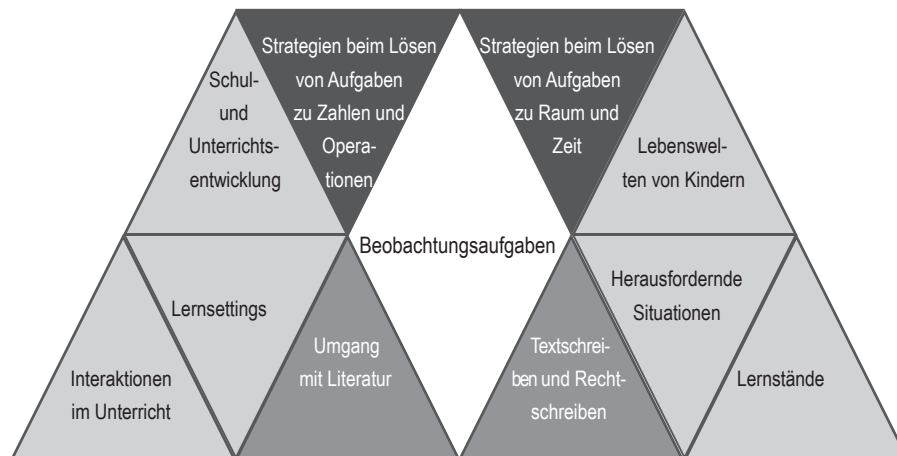 Schul-
und
Unterrichts-
entwicklung
Strategien beim Lösen
von Aufgaben
zu Zahlen und
Opera-
tionen
Strategien beim Lösen
von Aufgaben
zu Raum und
Zeit
Lebenswel-
ten von Kindern
Beobachtungsaufgaben
Interaktionen
im Unterricht
Lernsettings
Umgang
mit Literatur
Textschrei-
ben und Recht-
schreiben
Herausfordernde
Situationen
Lernstände